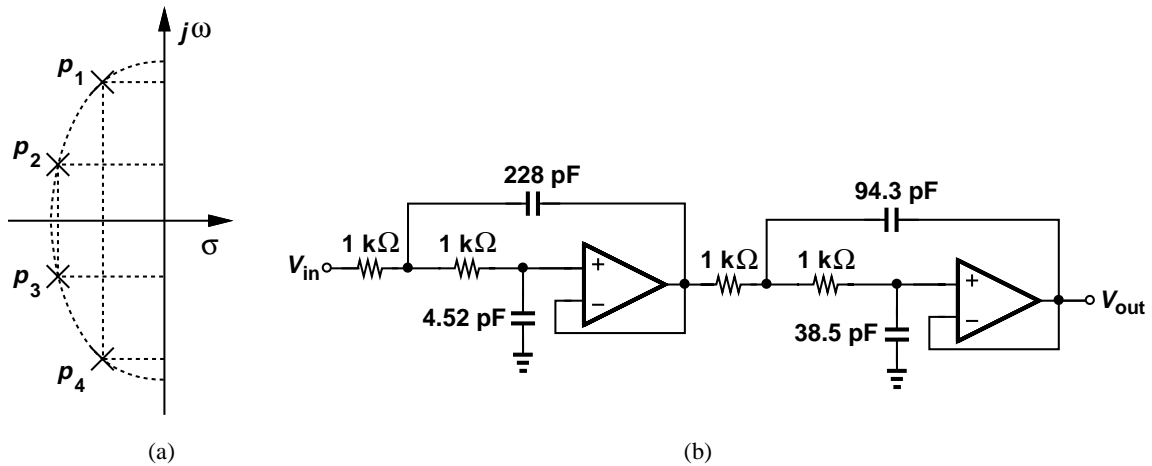 jω
p1
p2
σ
p3
p4
(a)
228 pF
94.3 pF
1 kΩ
1 kΩ
1 kΩ
1 kΩ
Vin
+
−
4.52 pF
+
−
38.5 pF
Vout
(b)